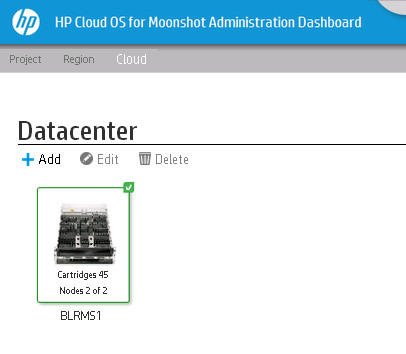 hp HP Cloud OS for Moonshot Administration Dashboard
Project Region Cloud
Datacenter
Add Edit Delete
Cartridges 45
Nodes 2 of 2
BLRMS1